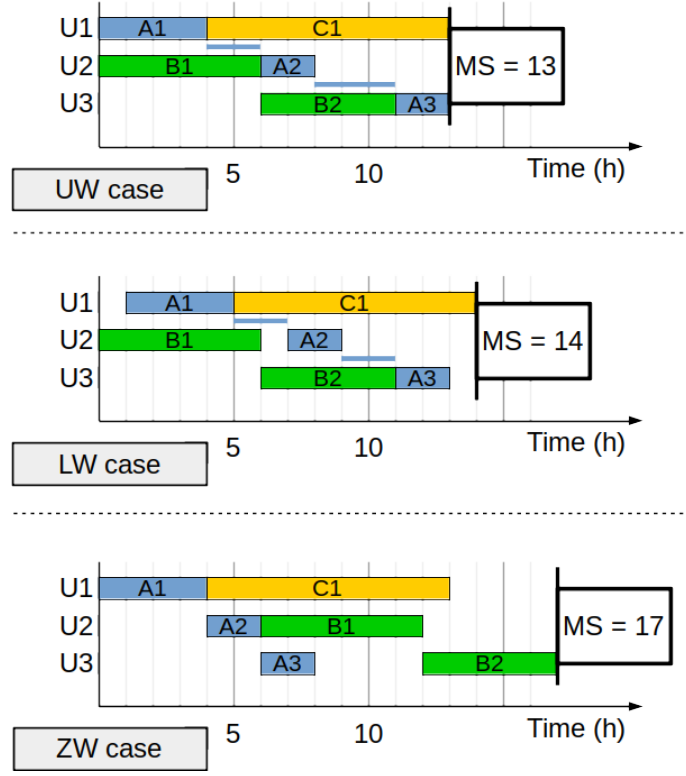 U1 A1 C1
U2 B1 A2 MS = 13
U3 B2 A3
5 10 Time (h)
UW case
U1 A1 C1
U2 B1 A2 MS = 14
U3 B2 A3
5 10 Time (h)
LW case
U1 A1 C1
U2 A2 B1 MS = 17
U3 A3 B2
5 10 Time (h)
ZW case